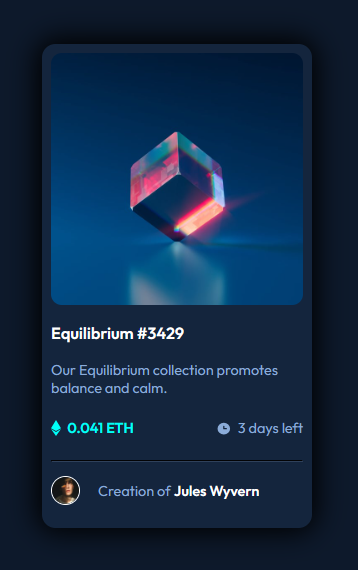 Equilibrium #3429
Our Equilibrium collection promotes
balance and calm.
0.041 ETH
3 days left
Creation of Jules Wyvern